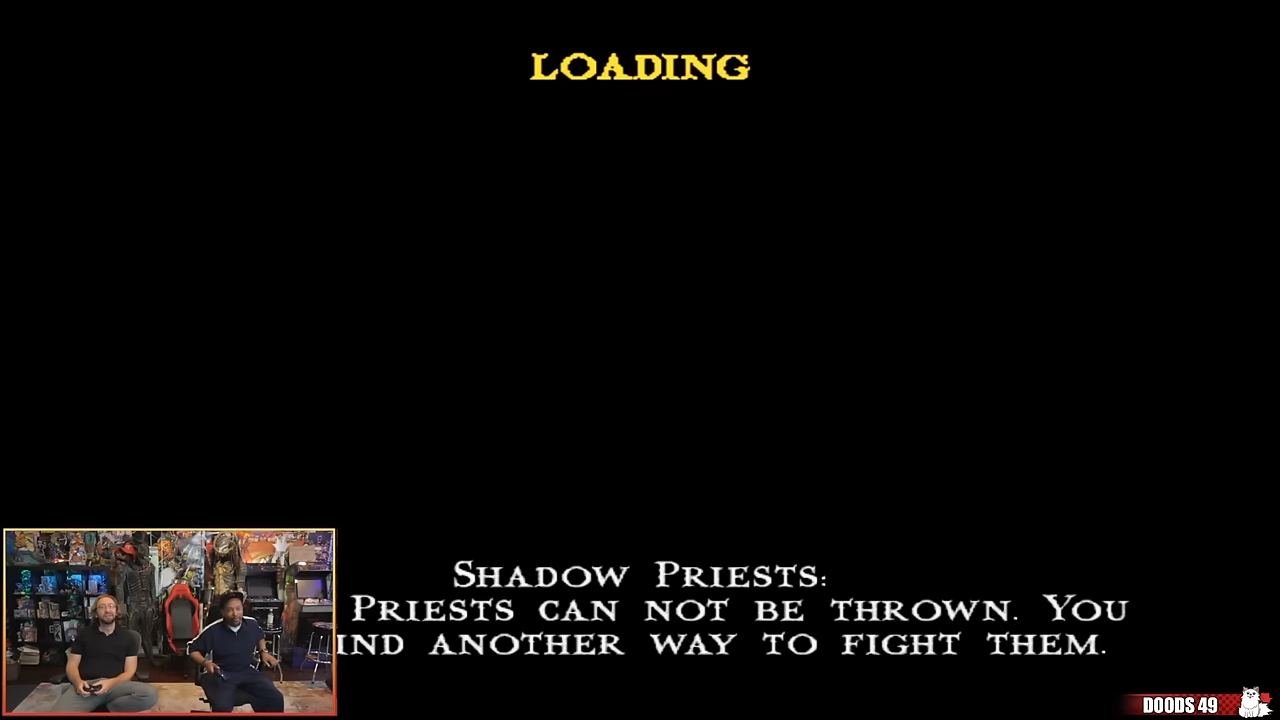 LOADING
SHADOW PRIESTS:
PRIESTS CAN NOT BE THROWN. YOU
IND ANOTHER WAY TO FIGHT THEM.
DOODS 49